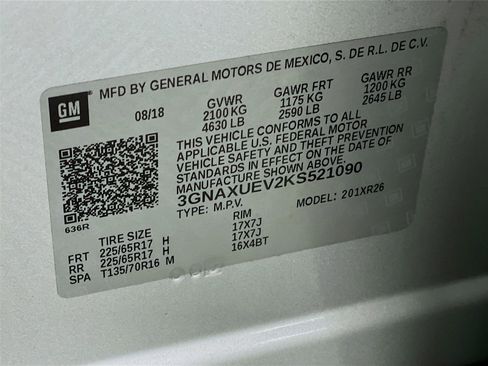 MFD BY GENERAL MOTORS DE MEXICO, S. DE R.L. DE C.V.
GM
08/18 GVWR GAWR FRT GAWR RR
2100 KG 1175 KG 1200 KG
4630 LB 2590 LB 2645 LB
THIS VEHICLE CONFORMS TO ALL
APPLICABLE U.S. FEDERAL MOTOR
VEHICLE SAFETY AND THEFT PREVENTION
STANDARDS IN EFFECT ON THE DATE OF
MANUFACTURE SHOWN ABOVE.
3GNAXUEV2KS521090
TYPE: M.P.V. MODEL: 201XR26
636R
TIRE SIZE RIM
FRT 225/65R17 H 17X7J
RR 225/65R17 H 17X7J
SPA T135/70R16 M 16X4BT